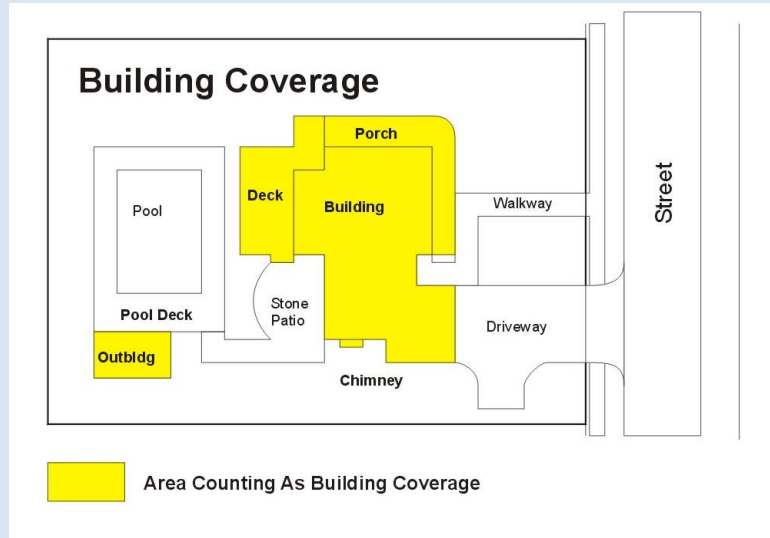 Building Coverage
Porch
Deck
Building
Pool
Walkway
Street
Stone
Patio
Pool Deck
Driveway
Outbldg
Chimney
Area Counting As Building Coverage